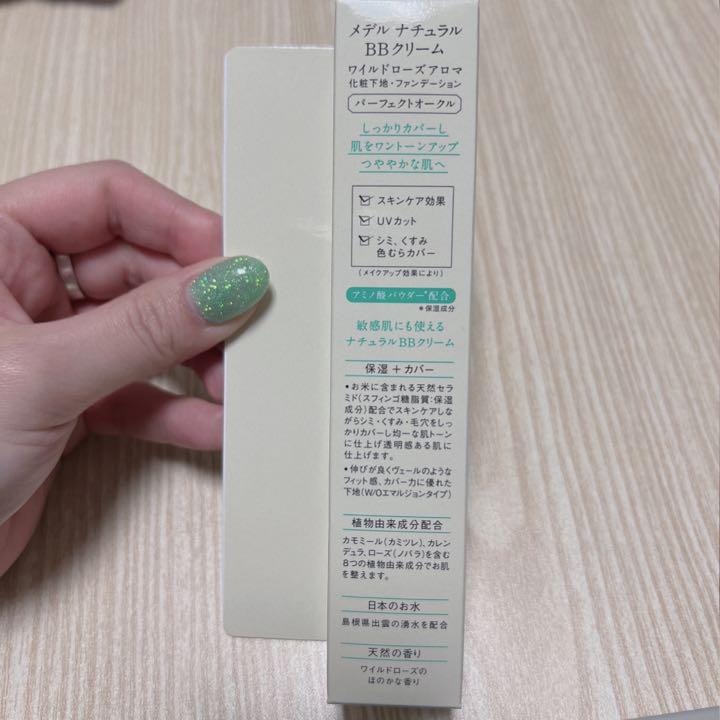 メデル ナチュラル
BBクリーム
ワイルドローズアロマ
化粧下地・ファンデーション
パーフェクトオークル
しっかりカバーし
肌をワントーンアップ
つややかな肌へ
スキンケア効果
UVカット
シミ、くすみ
色むらカバー
(メイクアップ効果により)
アミノ酸パウダー*配合
*保湿成分
敏感肌にも使える
ナチュラルBBクリーム
保湿+カバー
•お米に含まれる天然セラ
ミド(スフィンゴ糖脂質:保湿
成分)配合でスキンケアしな
がらシミ・くすみ・毛穴をしっ
かりカバーし均一な肌トーン
に仕上げ透明感ある肌に
仕上げます。
•伸びが良くヴェールのような
フィット感、カバー力に優れた
下地(W/Oエマルジョンタイプ)
植物由来成分配合
カモミール(カミツレ)、カレン
デュラ、ローズ(ノバラ)を含む
8つの植物由来成分でお肌
を整えます。
日本のお水
島根県出雲の湧水を配合
天然の香り
ワイルドローズの
ほのかな香り